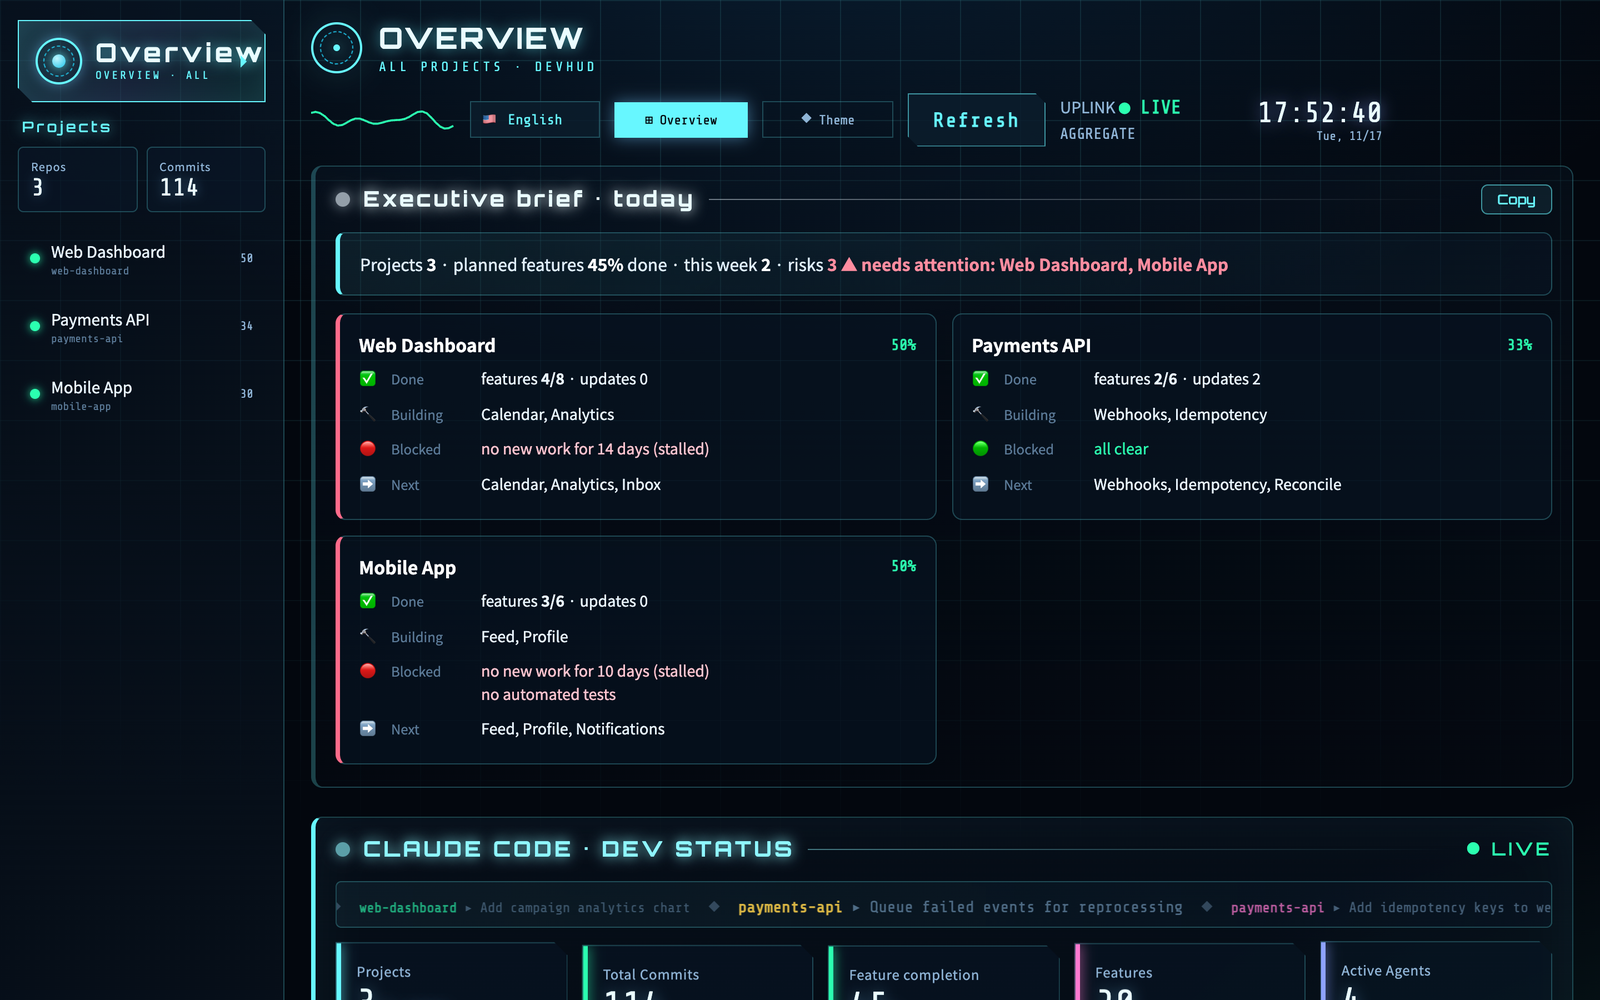 Overview
OVERVIEW · ALL
Projects
Repos
3
Commits
114
Web Dashboard
web-dashboard
50
Payments API
payments-api
34
Mobile App
mobile-app
30
OVERVIEW
ALL PROJECTS · DEVHUD
English
Overview
Theme
Refresh
UPLINK LIVE
AGGREGATE
17:52:40
Tue, 11/17
Executive brief · today
Copy
Projects 3 · planned features 45% done · this week 2 · risks 3 ▲ needs attention: Web Dashboard, Mobile App
Web Dashboard 50%
Done features 4/8 · updates 0
Building Calendar, Analytics
Blocked no new work for 14 days (stalled)
Next Calendar, Analytics, Inbox
Payments API 33%
Done features 2/6 · updates 2
Building Webhooks, Idempotency
Blocked all clear
Next Webhooks, Idempotency, Reconcile
Mobile App 50%
Done features 3/6 · updates 0
Building Feed, Profile
Blocked no new work for 10 days (stalled)
no automated tests
Next Feed, Profile, Notifications
CLAUDE CODE · DEV STATUS
LIVE
web-dashboard ▸ Add campaign analytics chart ◆ payments-api ▸ Queue failed events for reprocessing ◆ payments-api ▸ Add idempotency keys to we
Projects
Total Commits
Feature completion
Features
Active Agents